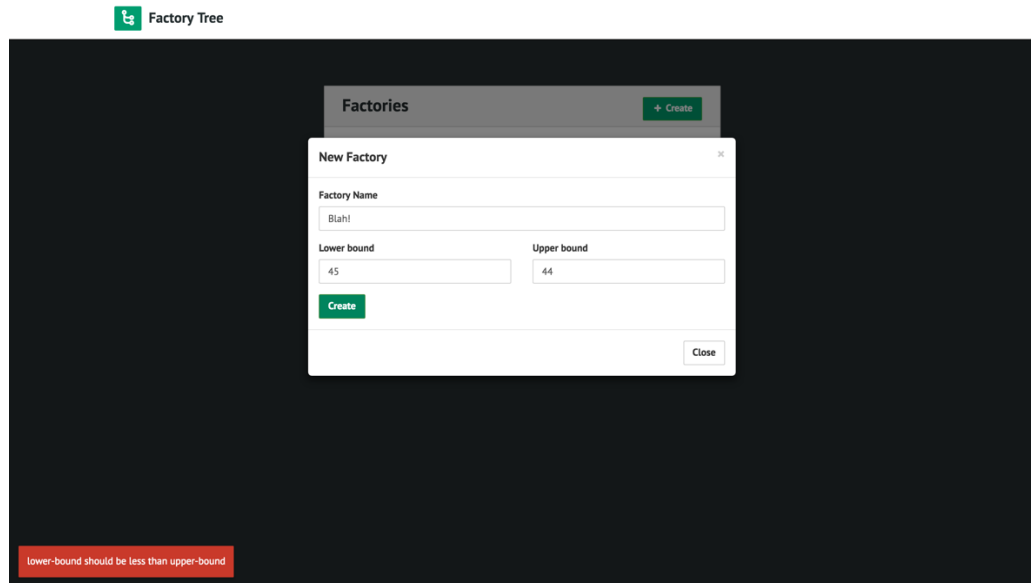 Factory Tree
Factories
+ Create
New Factory
×
Factory Name
Blah!
Lower bound
Upper bound
45
44
Create
Close
lower-bound should be less than upper-bound